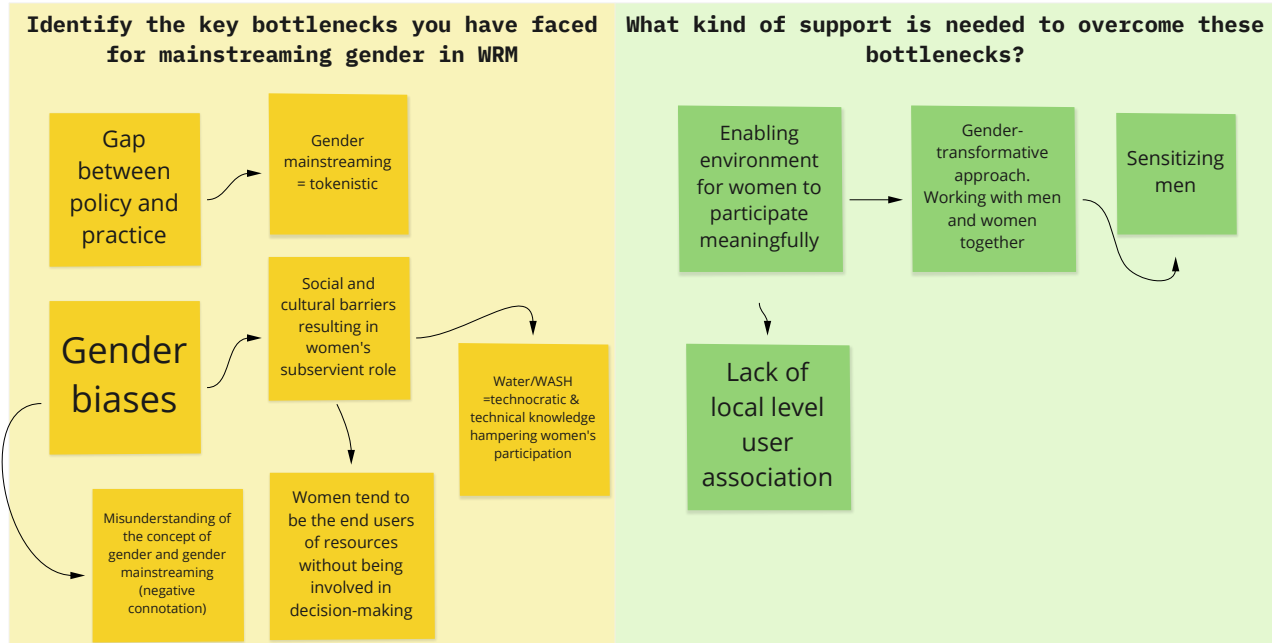 Identify the key bottlenecks you have faced
for mainstreaming gender in WRM
Gap
between
policy and
practice
Gender
mainstreaming
= tokenistic
Gender
biases
Social and
cultural barriers
resulting in
women's
subservient role
Water/WASH
=technocratic &
technical knowledge
hampering women's
participation
Misunderstanding of
the concept of
gender and gender
mainstreaming
(negative
connotation)
Women tend to
be the end users
of resources
without being
involved in
decision-making
What kind of support is needed to overcome these
bottlenecks?
Enabling
environment
for women to
participate
meaningfully
Gender-
transformative
approach.
Working with men
and women
together
Sensitizing
men
Lack of
local level
user
association